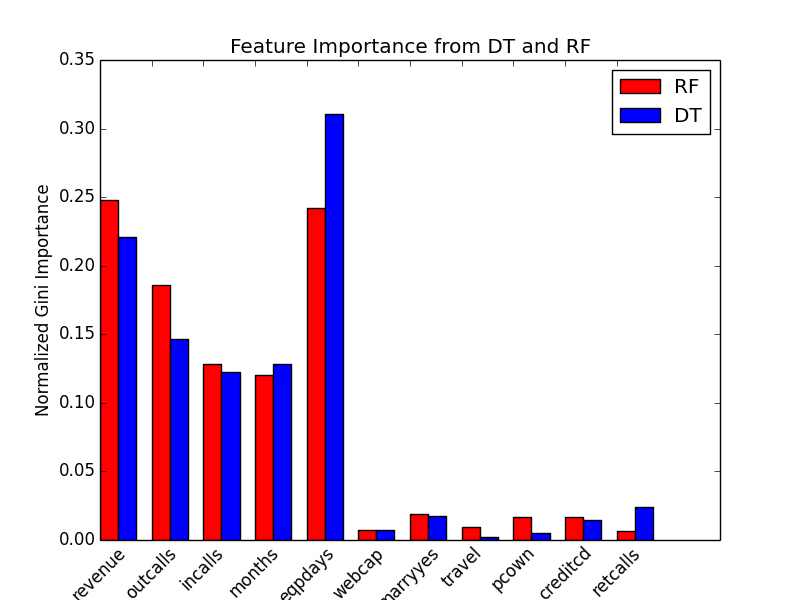 Feature Importance from DT and RF
RF
DT
Normalized Gini Importance
0.35
0.30
0.25
0.20
0.15
0.10
0.05
0.00
revenue
outcalls
incalls
months
eqpdays
webcap
marryyes
travel
pcown
creditcd
retcalls